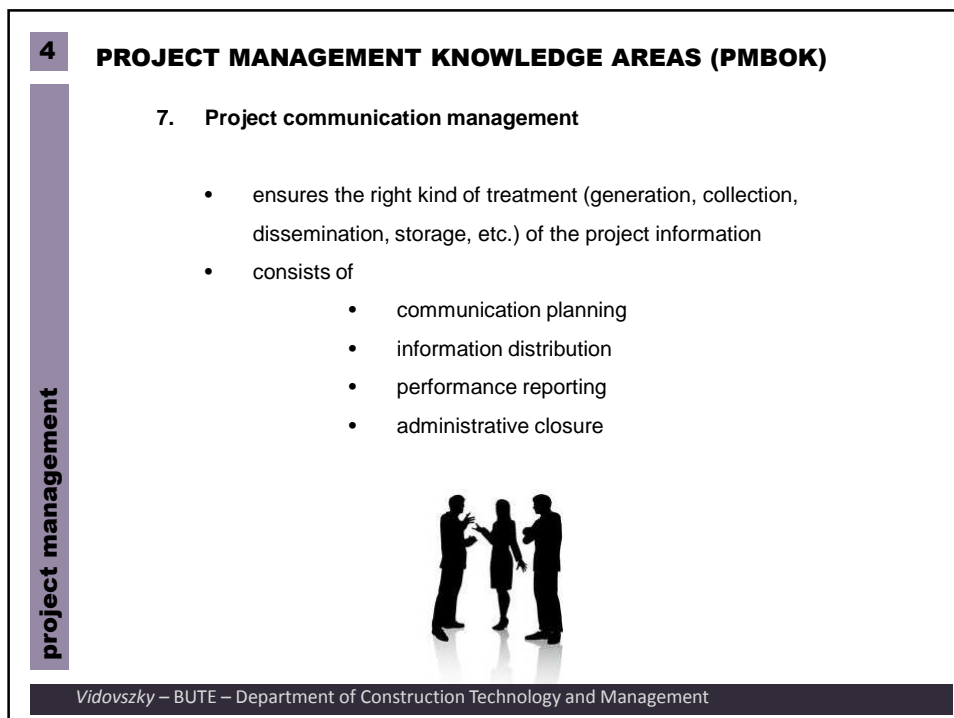 4
PROJECT MANAGEMENT KNOWLEDGE AREAS (PMBOK)
7. Project communication management
• ensures the right kind of treatment (generation, collection,
dissemination, storage, etc.) of the project information
• consists of
• communication planning
• information distribution
• performance reporting
• administrative closure
project management
Vidovszky – BUTE – Department of Construction Technology and Management